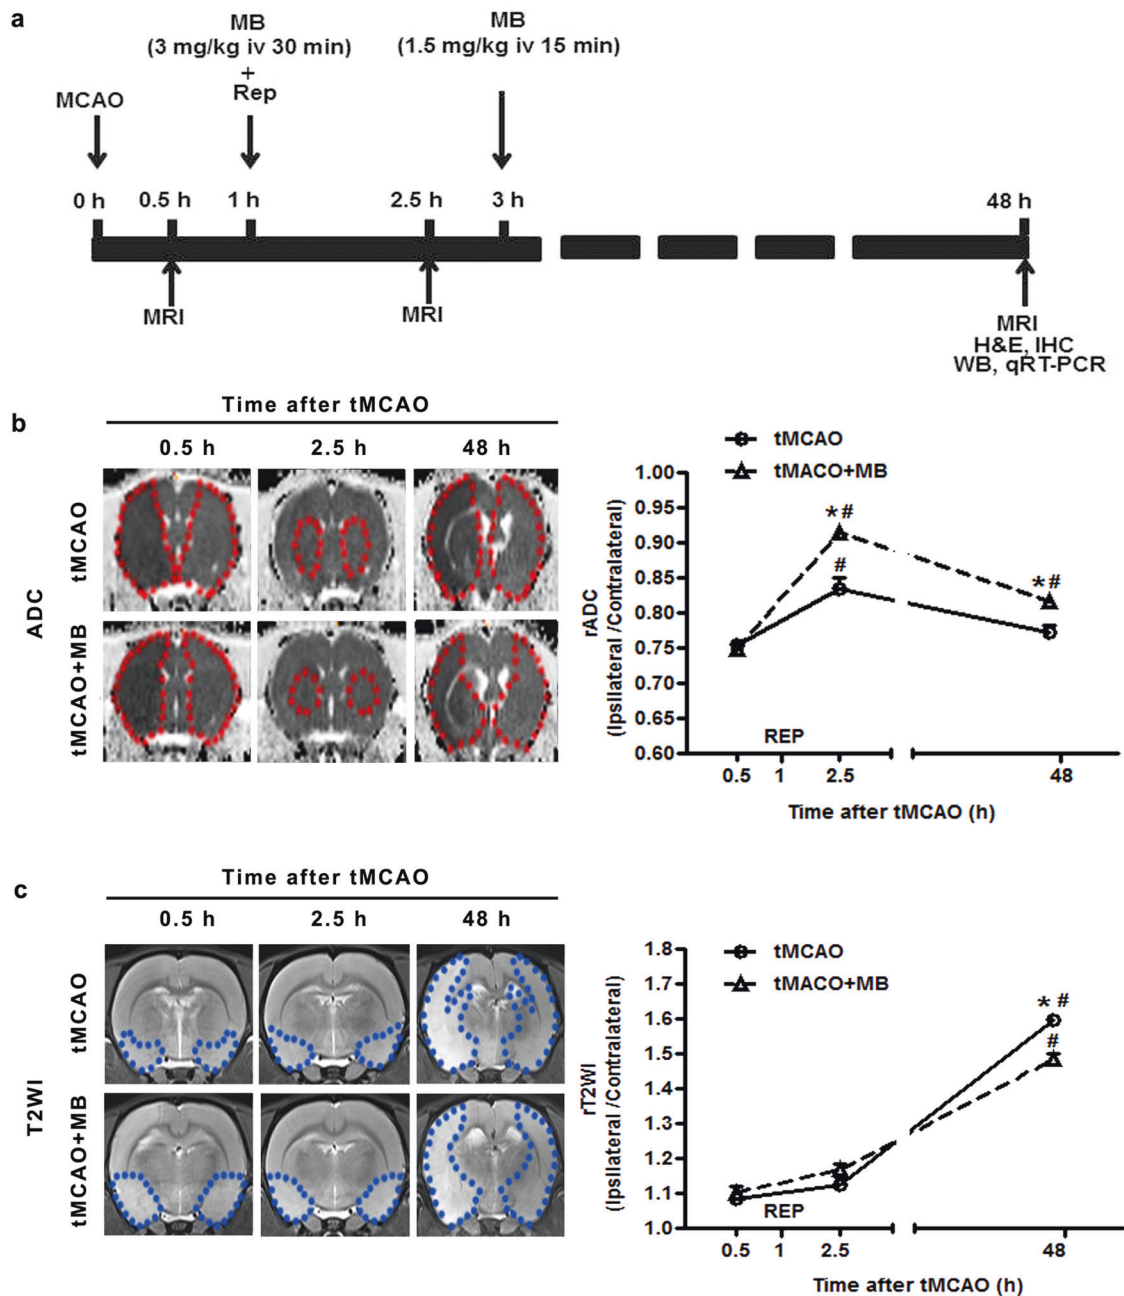 a
MB
(3 mg/kg iv 30 min)
+
Rep
MB
(1.5 mg/kg iv 15 min)
MCAO
0 h
0.5 h
1 h
2.5 h
3 h
48 h
MRI
MRI
MRI
H&E, IHC
WB, qRT-PCR
b
Time after tMCAO
0.5 h
2.5 h
48 h
ADC
tMCAO
tMCAO+MB
tMCAO
tMACO+MB
rADC
(Ipsilateral /Contralateral)
1.00
0.95
0.90
0.85
0.80
0.75
0.70
0.65
0.60
*#
#
*#
REP
0.5
1
2.5
48
Time after tMCAO (h)
c
Time after tMCAO
0.5 h
2.5 h
48 h
T2WI
tMCAO
tMCAO+MB
tMCAO
tMACO+MB
rT2WI
(Ipsilateral /Contralateral)
1.8
1.7
1.6
1.5
1.4
1.3
1.2
1.1
1.0
*#
#
REP
0.5
1
2.5
48
Time after tMCAO (h)